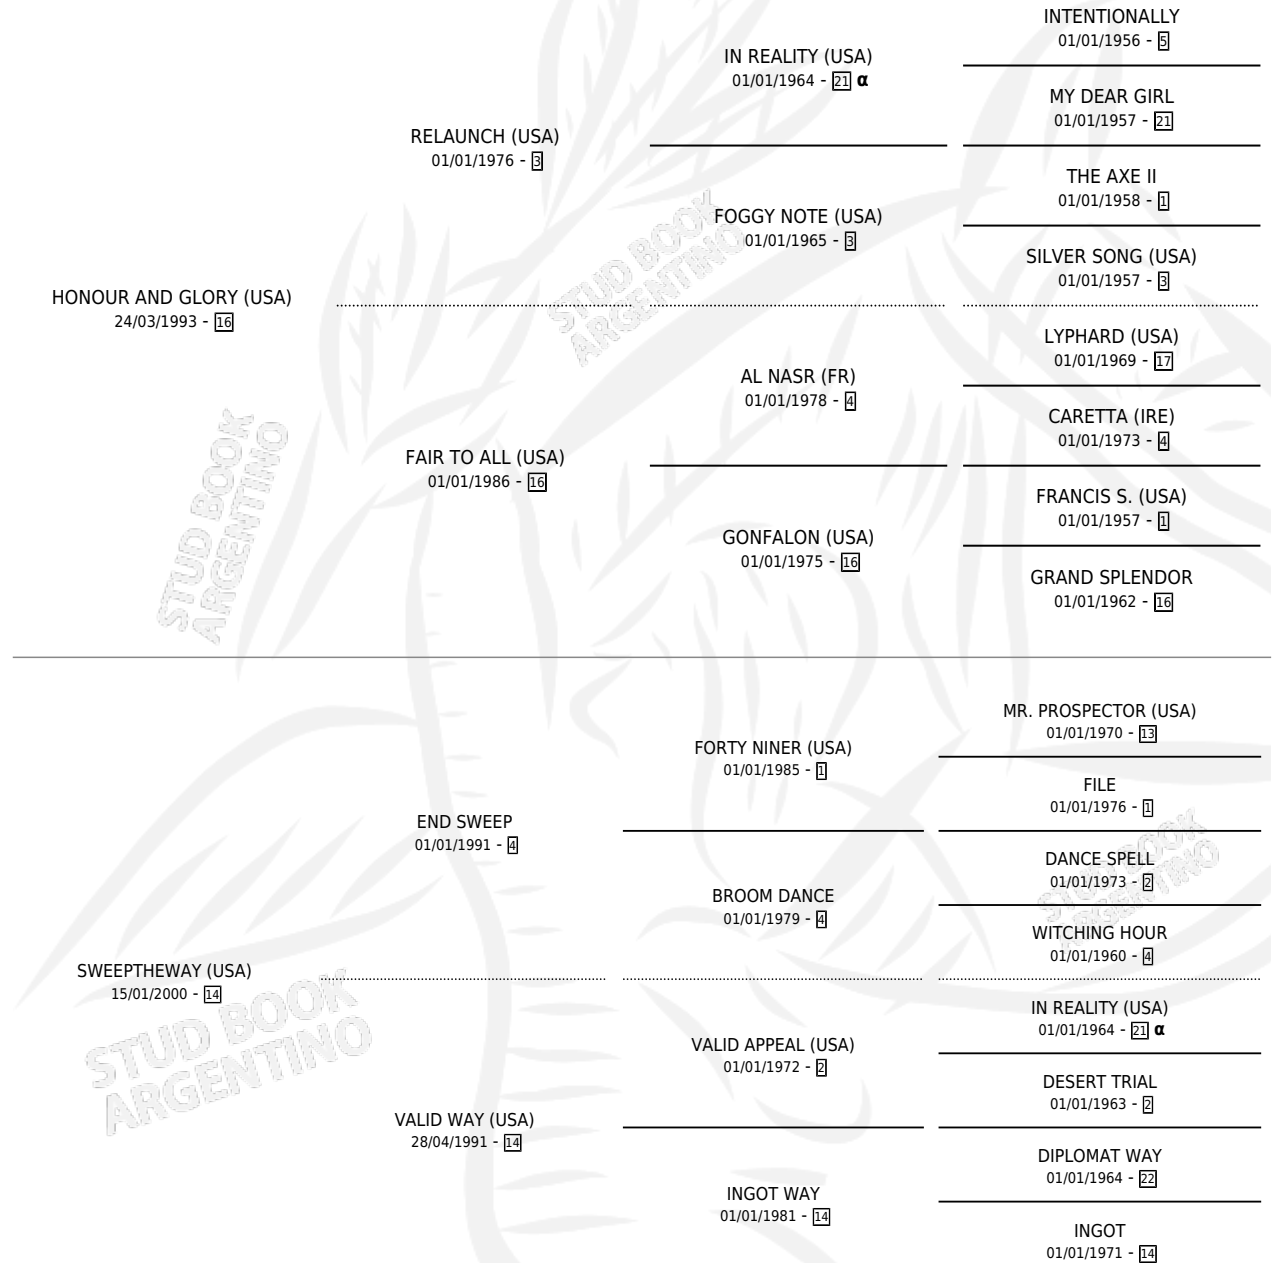 INTENTIONALLY
01/01/1956 - 5
IN REALITY (USA)
01/01/1964 - 21 α
MY DEAR GIRL
01/01/1957 - 21
RELAUNCH (USA)
01/01/1976 - 3
THE AXE II
01/01/1958 - 1
FOGGY NOTE (USA)
01/01/1965 - 3
SILVER SONG (USA)
01/01/1957 - 3
HONOUR AND GLORY (USA)
24/03/1993 - 16
LYPHARD (USA)
01/01/1969 - 17
AL NASR (FR)
01/01/1978 - 4
CARETTA (IRE)
01/01/1973 - 4
FAIR TO ALL (USA)
01/01/1986 - 16
FRANCIS S. (USA)
01/01/1957 - 1
GONFALON (USA)
01/01/1975 - 16
GRAND SPLENDOR
01/01/1962 - 16
MR. PROSPECTOR (USA)
01/01/1970 - 13
FORTY NINER (USA)
01/01/1985 - 1
FILE
01/01/1976 - 1
END SWEEP
01/01/1991 - 4
DANCE SPELL
01/01/1973 - 2
BROOM DANCE
01/01/1979 - 4
WITCHING HOUR
01/01/1960 - 4
SWEEPTHEWAY (USA)
15/01/2000 - 14
IN REALITY (USA)
01/01/1964 - 21 α
VALID APPEAL (USA)
01/01/1972 - 2
DESERT TRIAL
01/01/1963 - 2
VALID WAY (USA)
28/04/1991 - 14
DIPLOMAT WAY
01/01/1964 - 22
INGOT WAY
01/01/1981 - 14
INGOT
01/01/1971 - 14
STUD BOOK
ARGENTINO
STUD BOOK
ARGENTINO
STUD BOOK
ARGENTINO
STUD BOOK
ARGENTINO